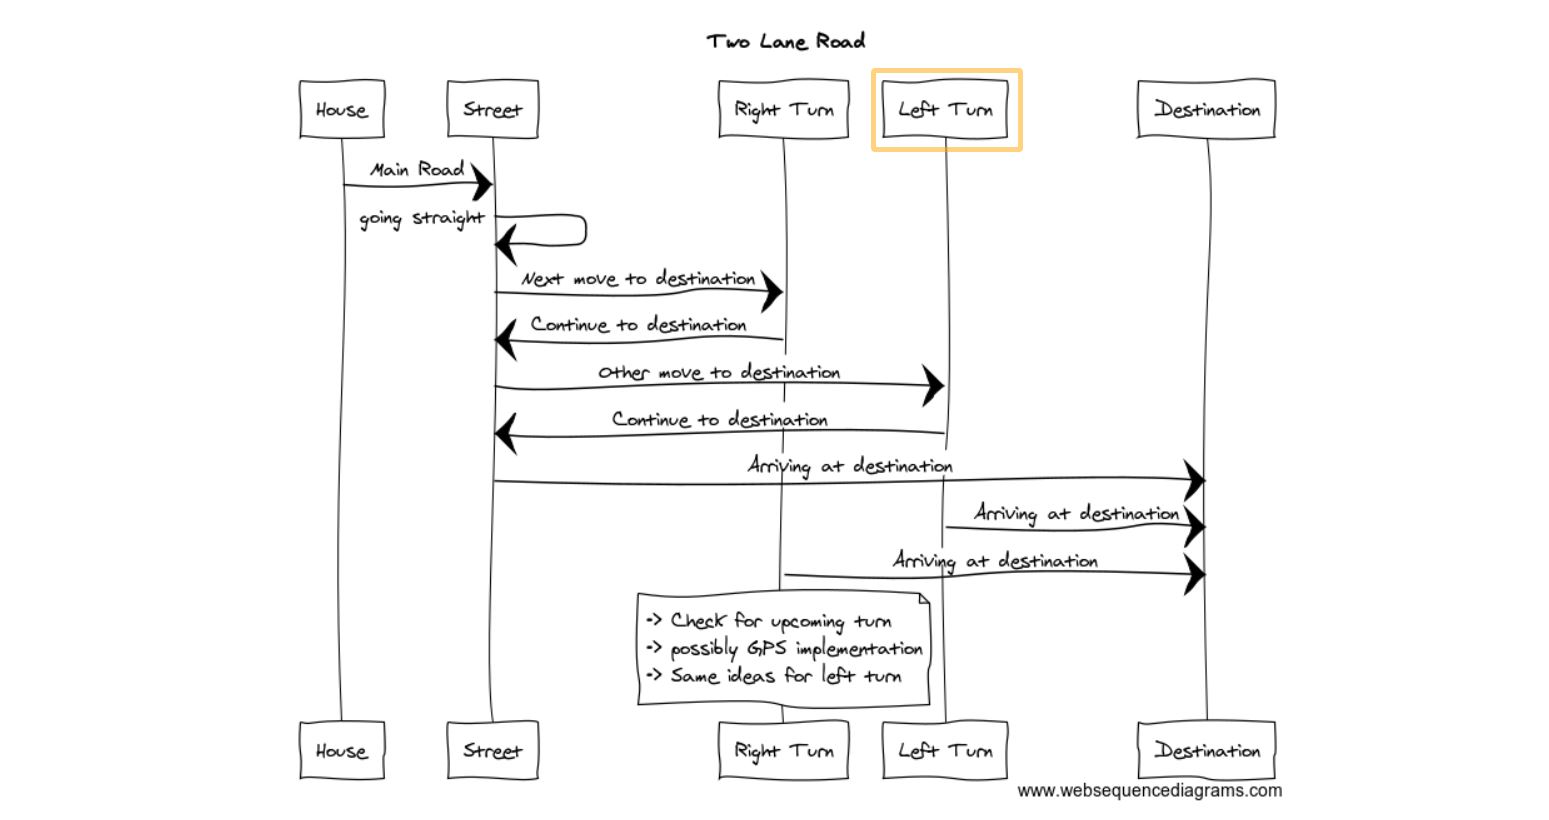 Two Lane Road
House
Street
Right Turn
Left Turn
Destination
Main Road
going straight
Next move to destination
Continue to destination
Other move to destination
Continue to destination
Arriving at destination
Arriving at destination
Arriving at destination
-> Check for upcoming turn
-> possibly GPS implementation
-> Same ideas for left turn
House
Street
Right Turn
Left Turn
Destination
www.websequencediagrams.com